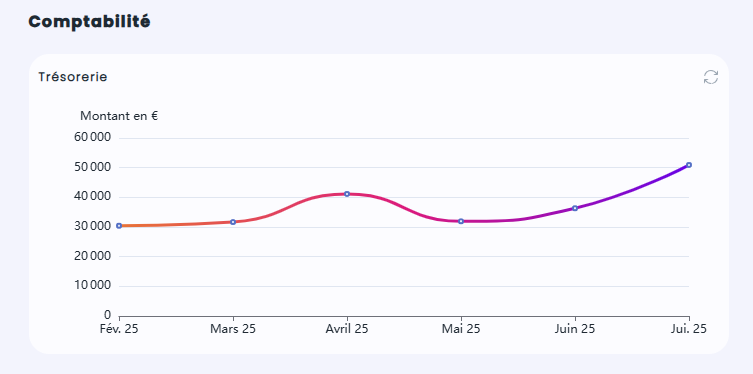 Comptabilité
Trésorerie
Montant en €
60 000
50 000
40 000
30 000
20 000
10 000
0
Fév. 25 Mars 25 Avril 25 Mai 25 Juin 25 Jui. 25